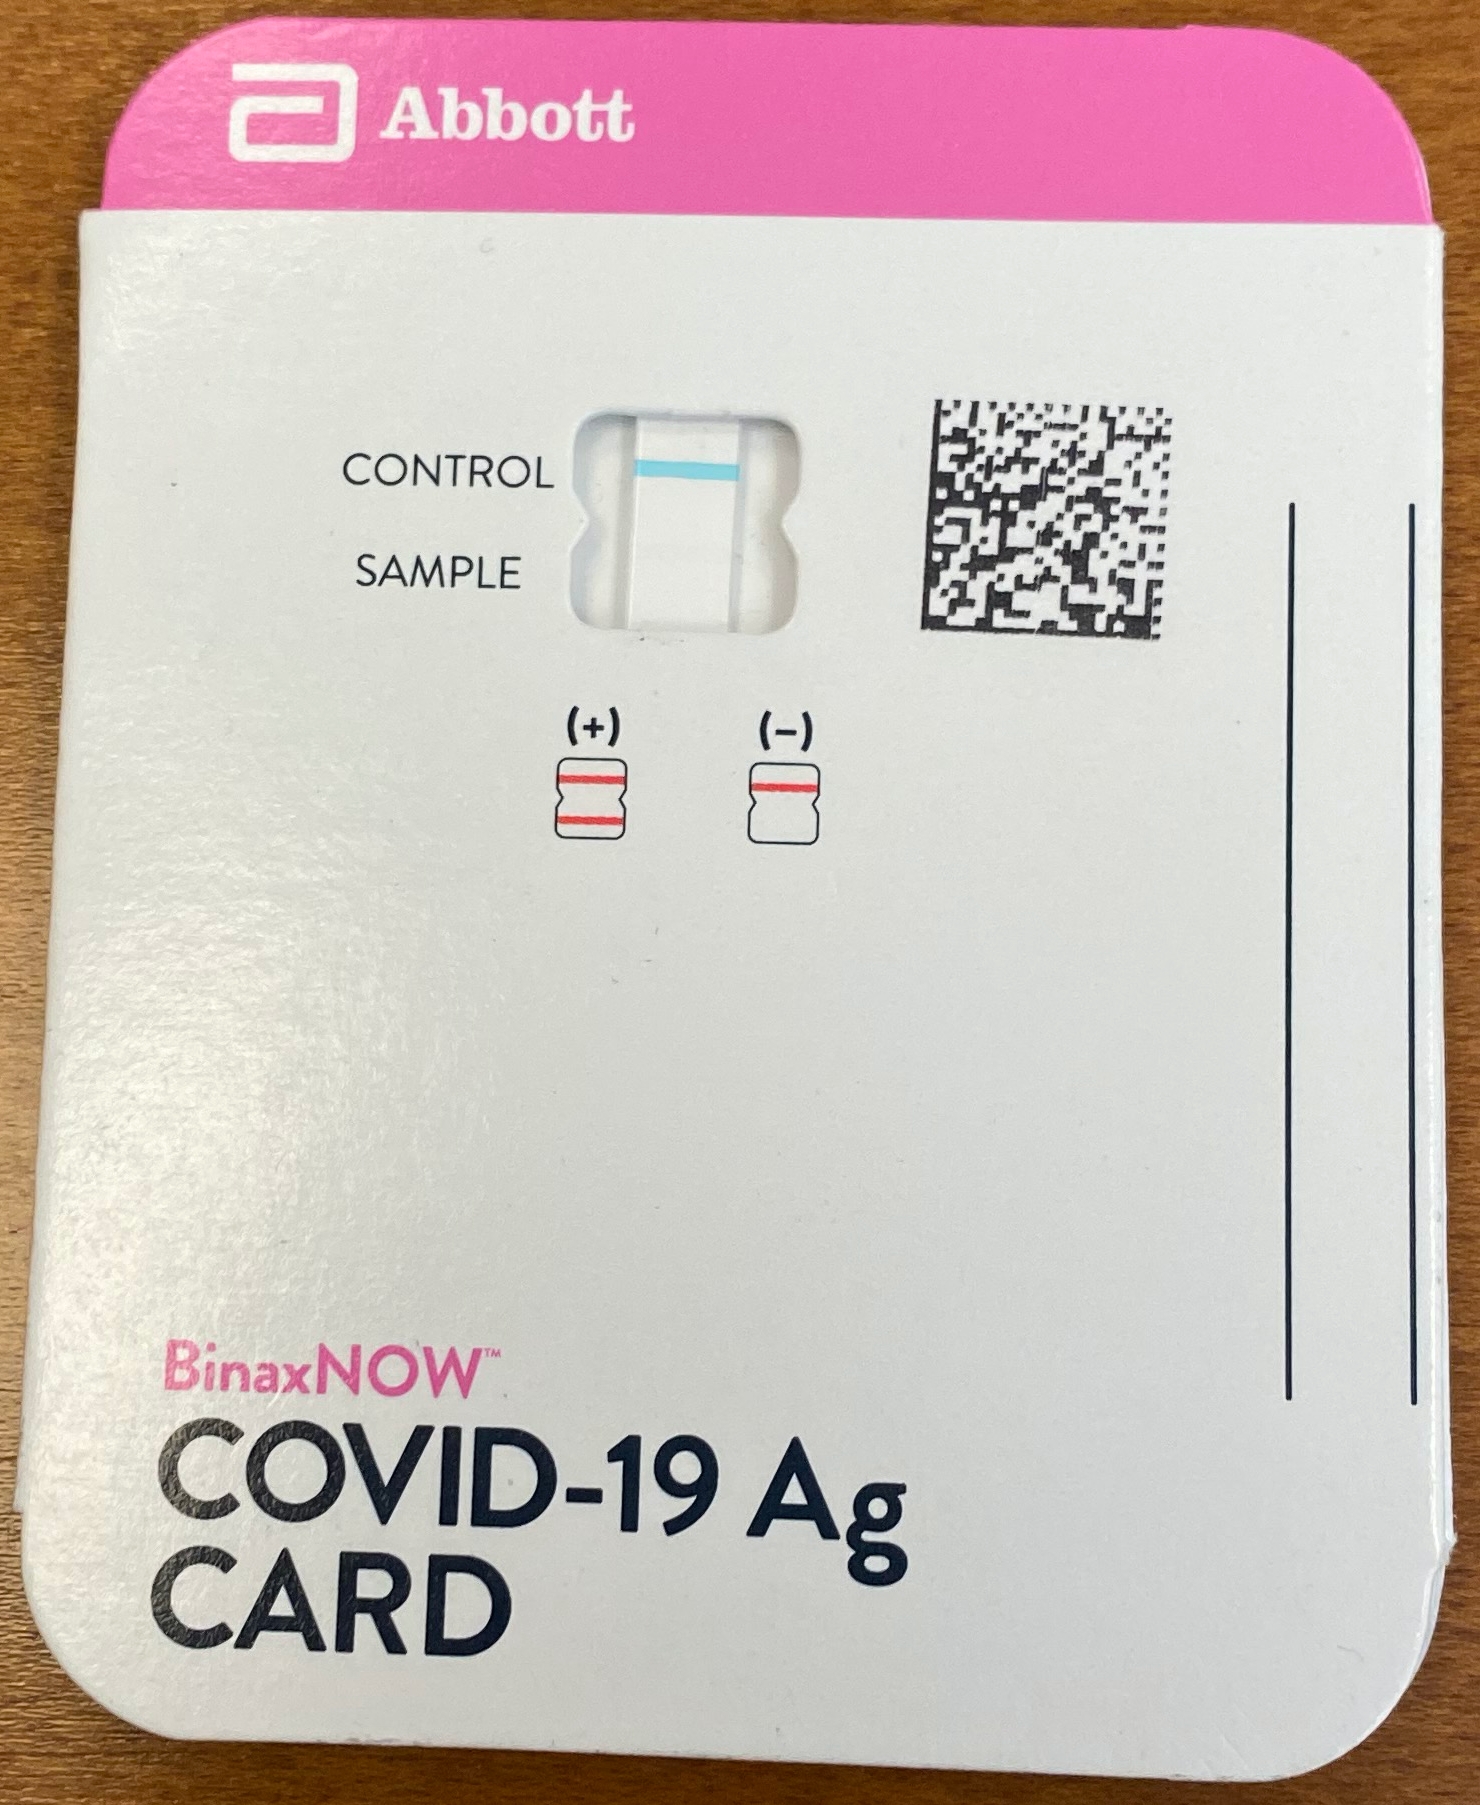 Abbott
CONTROL
SAMPLE
(+) (-)
BinaxNOW™
COVID-19 Ag
CARD